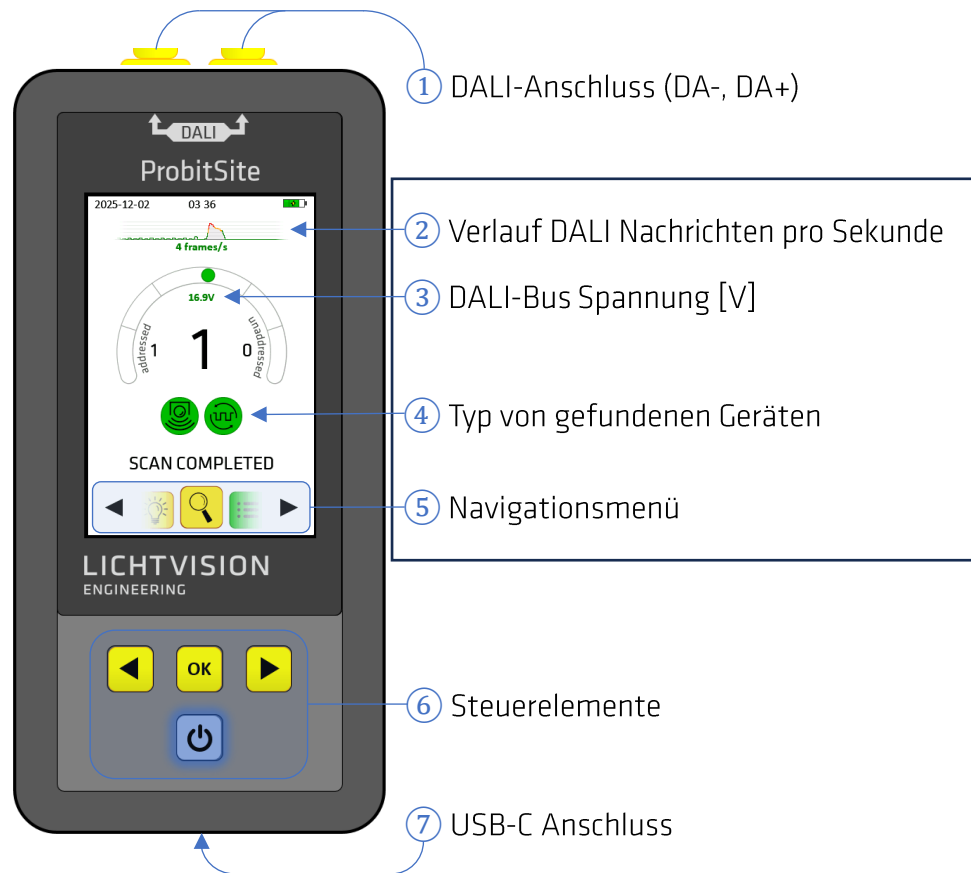 ① DALI-Anschluss (DA-, DA+)
DALI
ProbitSite
2025-12-02 03 36
② Verlauf DALI Nachrichten pro Sekunde
4 frames/s
③ DALI-Bus Spannung [V]
16.9V
addressed
1
1
0
unaddressed
④ Typ von gefundenen Geräten
SCAN COMPLETED
⑤ Navigationsmenü
LICHTVISION
ENGINEERING
OK
⑥ Steuerelemente
⑦ USB-C Anschluss